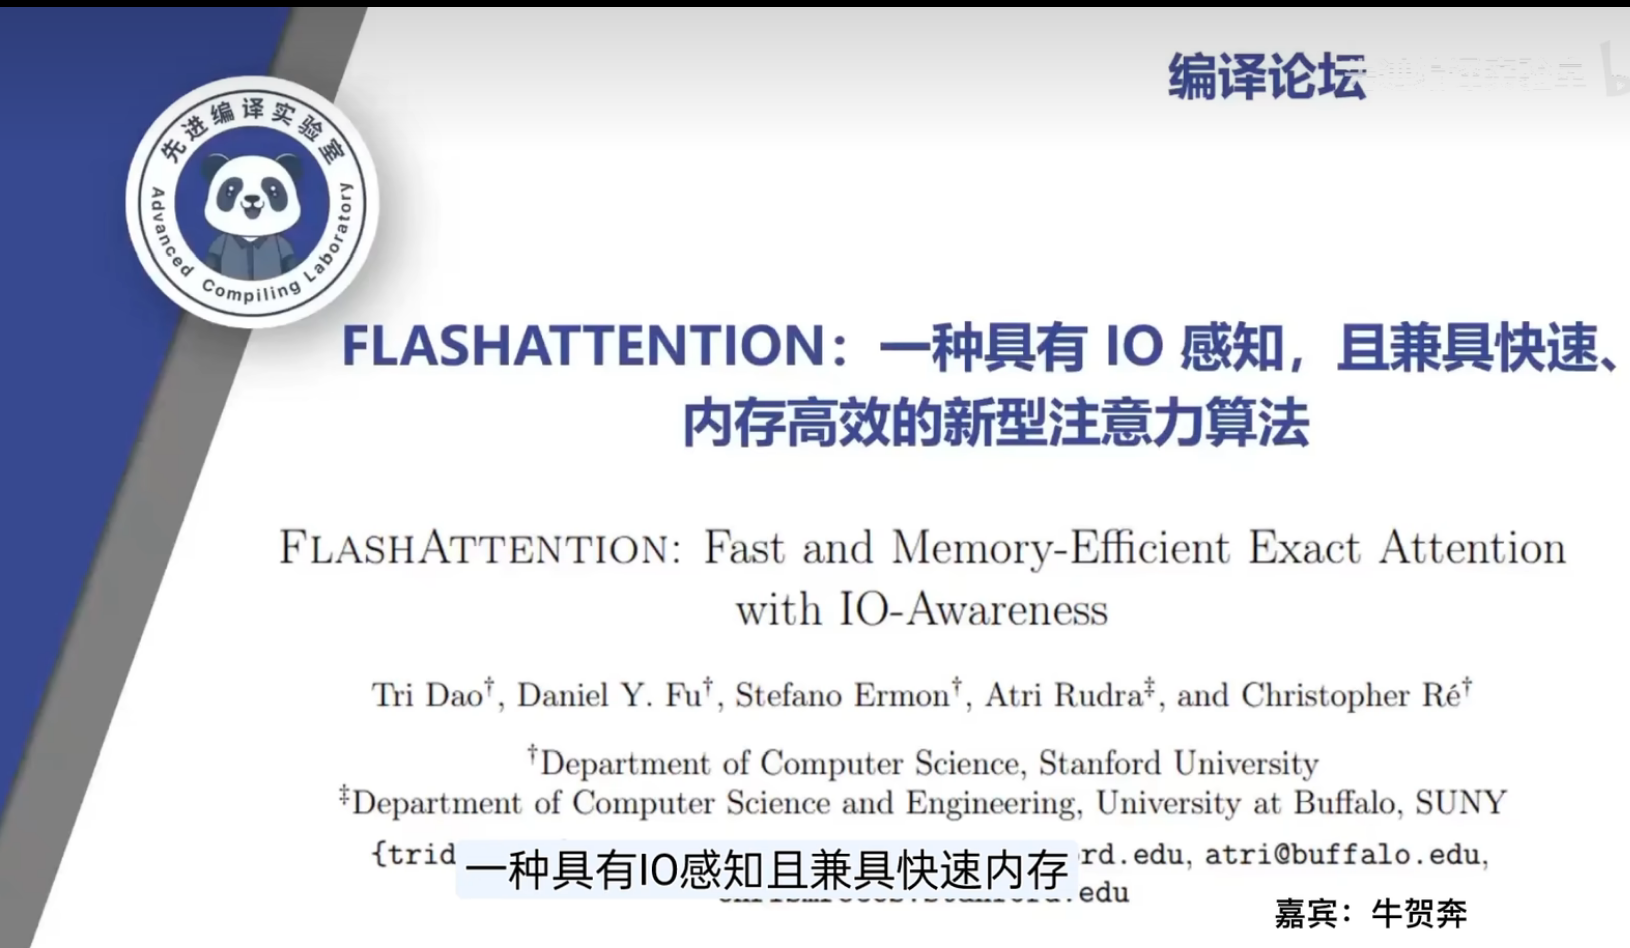 编译论坛
先进编译实验室
Advanced Compiling Laboratory
FLASHATTENTION：一种具有 IO 感知，且兼具快速、
内存高效的新型注意力算法
FLASHATTENTION: Fast and Memory-Efficient Exact Attention
with IO-Awareness
Tri Dao†, Daniel Y. Fu†, Stefano Ermon†, Atri Rudra‡, and Christopher Ré†
†Department of Computer Science, Stanford University
‡Department of Computer Science and Engineering, University at Buffalo, SUNY
{trid
rd.edu, atri@buffalo.edu,
一种具有IO感知且兼具快速内存
edu
嘉宾：牛贺奔